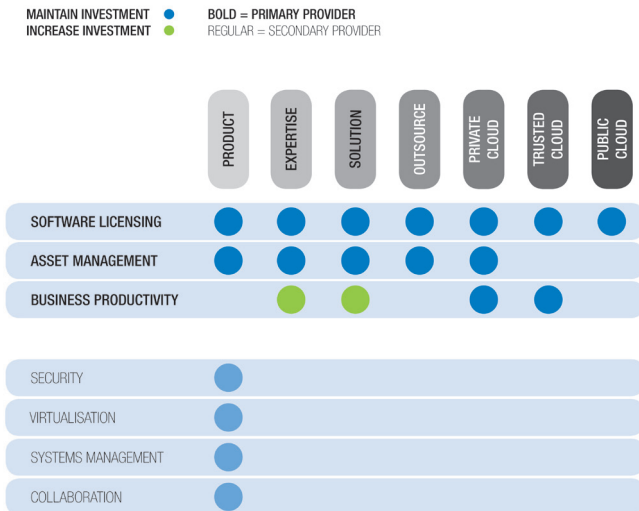 MAINTAIN INVESTMENT
BOLD = PRIMARY PROVIDER
INCREASE INVESTMENT
REGULAR = SECONDARY PROVIDER
PRODUCT
EXPERTISE
SOLUTION
OUTSOURCE
PRIVATE
CLOUD
TRUSTED
CLOUD
PUBLIC
CLOUD
SOFTWARE LICENSING
ASSET MANAGEMENT
BUSINESS PRODUCTIVITY
SECURITY
VIRTUALISATION
SYSTEMS MANAGEMENT
COLLABORATION